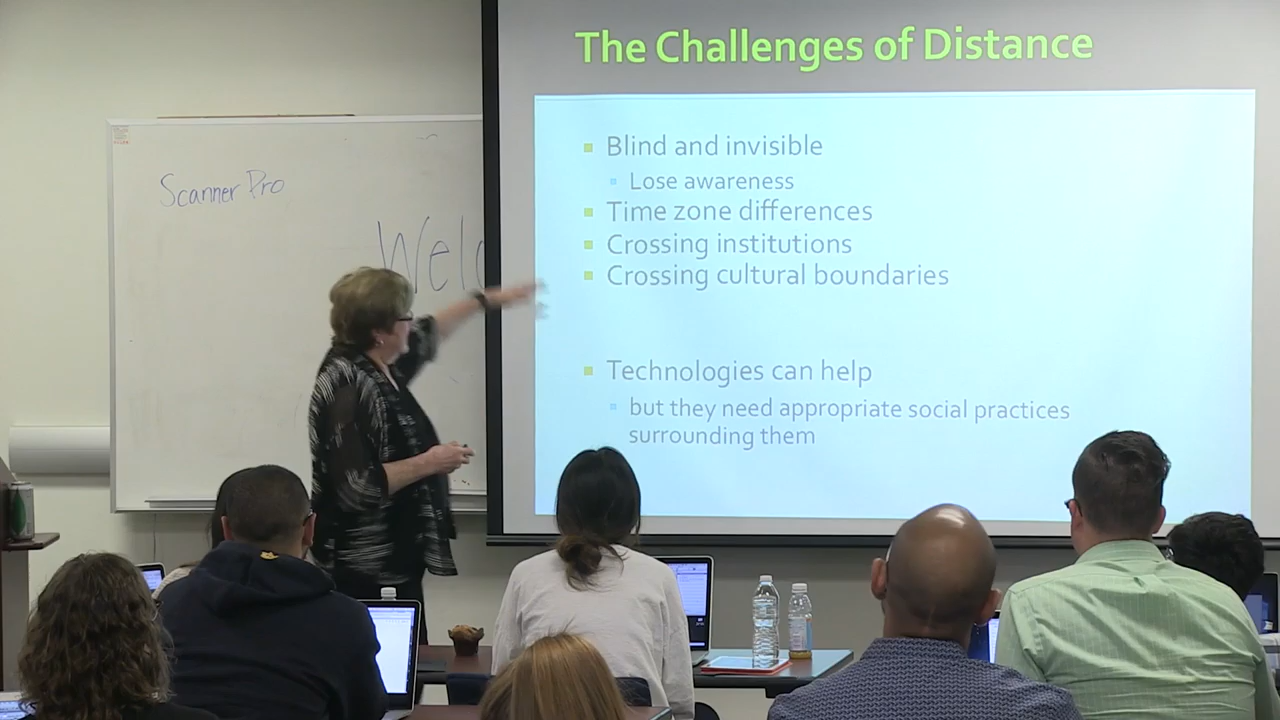 The Challenges of Distance
Blind and invisible
Lose awareness
Time zone differences
Crossing institutions
Crossing cultural boundaries
Technologies can help
but they need appropriate social practices
surrounding them
Scanner Pro
Welc